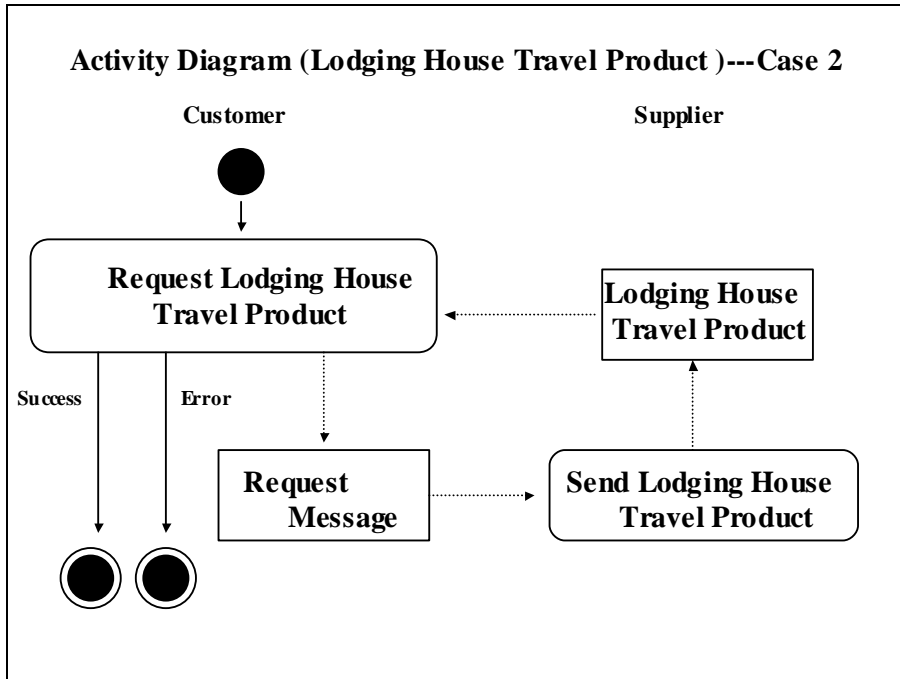 Activity Diagram (Lodging House Travel Product )---Case 2
Customer
Supplier
Request Lodging House
Travel Product
Lodging House
Travel Product
Success
Error
Request
Message
Send Lodging House
Travel Product